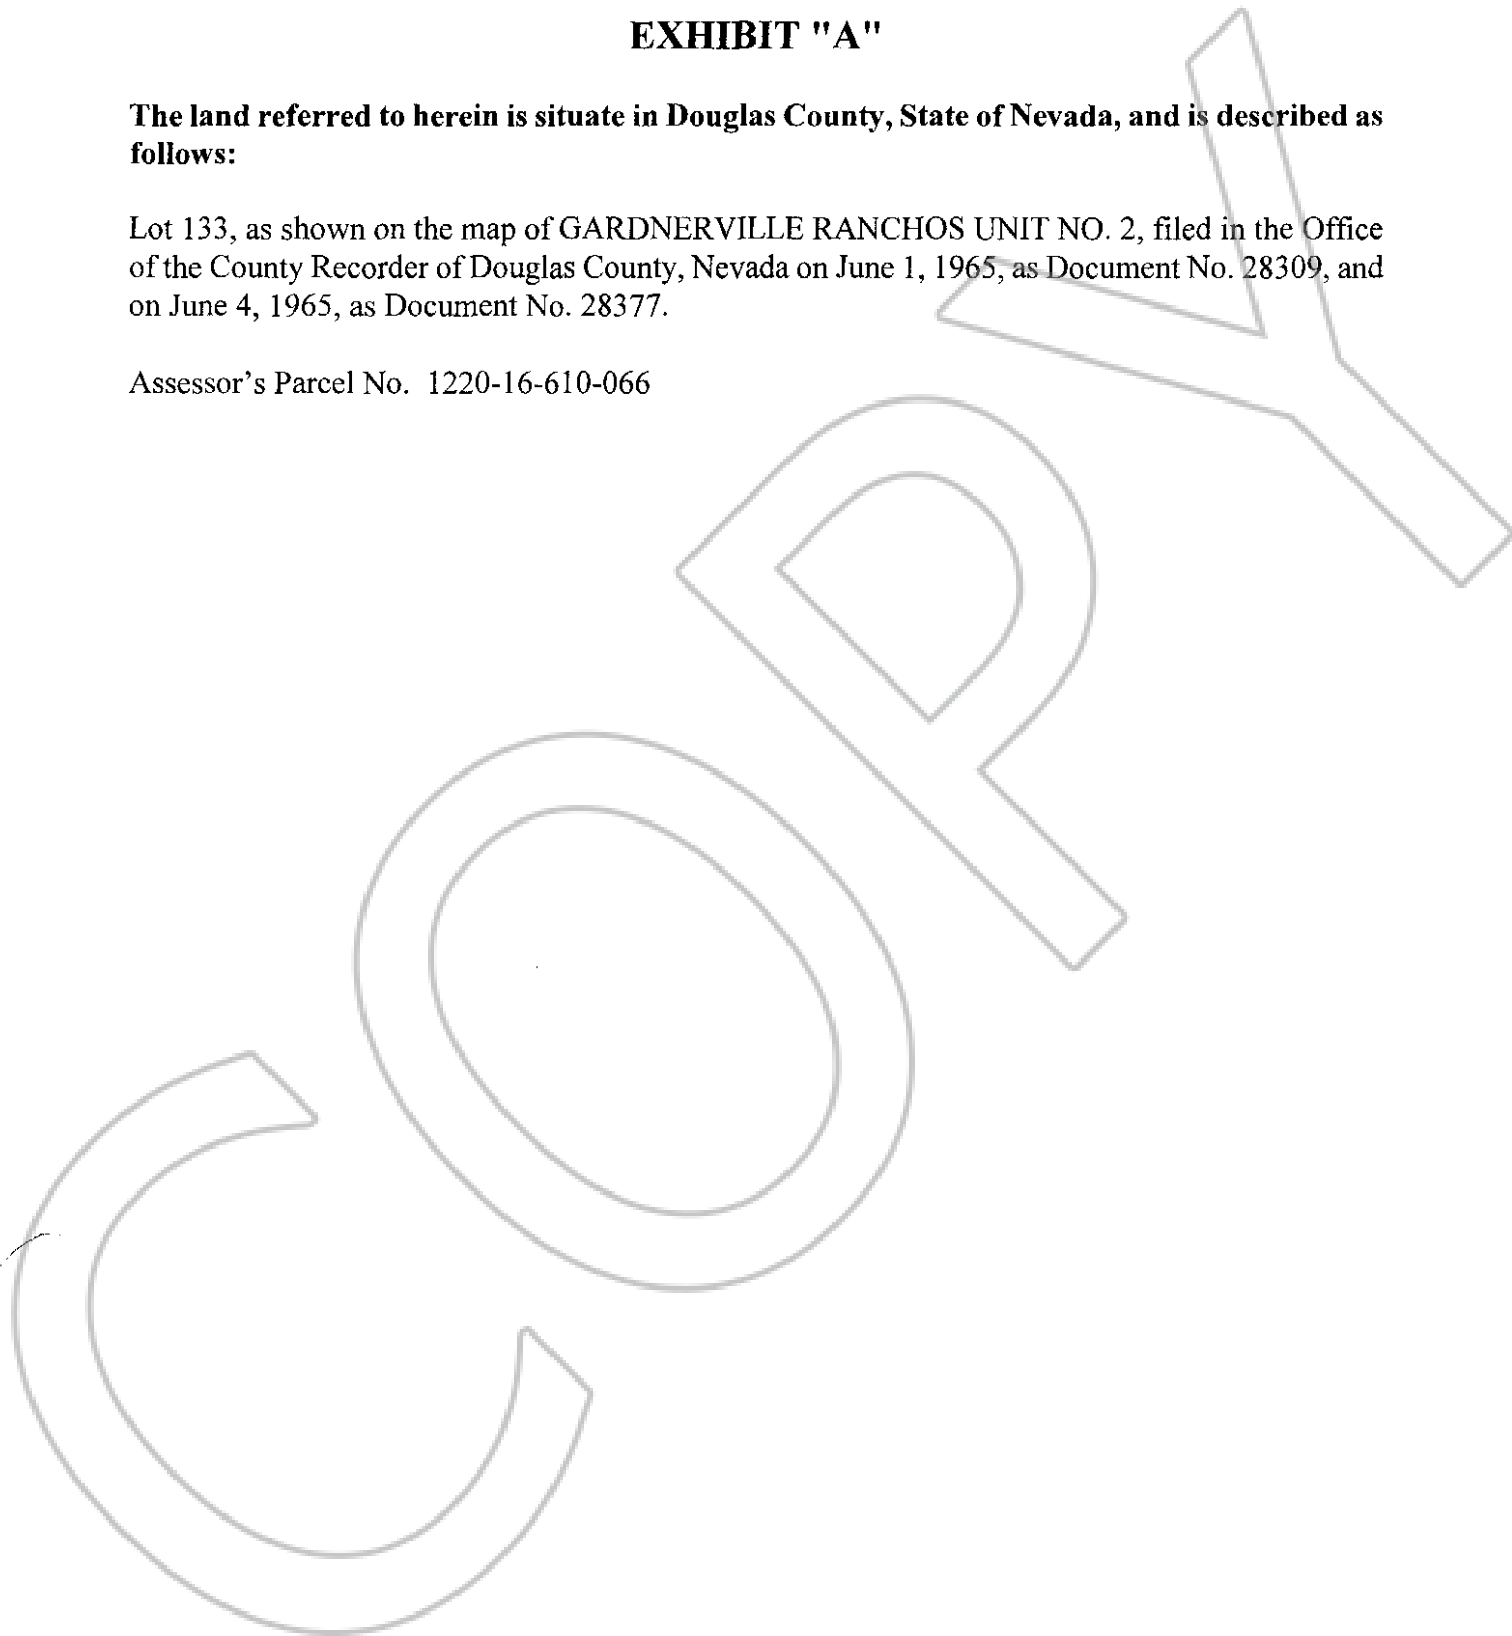 EXHIBIT "A"
The land referred to herein is situate in Douglas County, State of Nevada, and is described as
follows:
Lot 133, as shown on the map of GARDNERVILLE RANCHOS UNIT NO. 2, filed in the Office
of the County Recorder of Douglas County, Nevada on June 1, 1965, as Document No. 28309, and
on June 4, 1965, as Document No. 28377.
Assessor's Parcel No. 1220-16-610-066
COPY